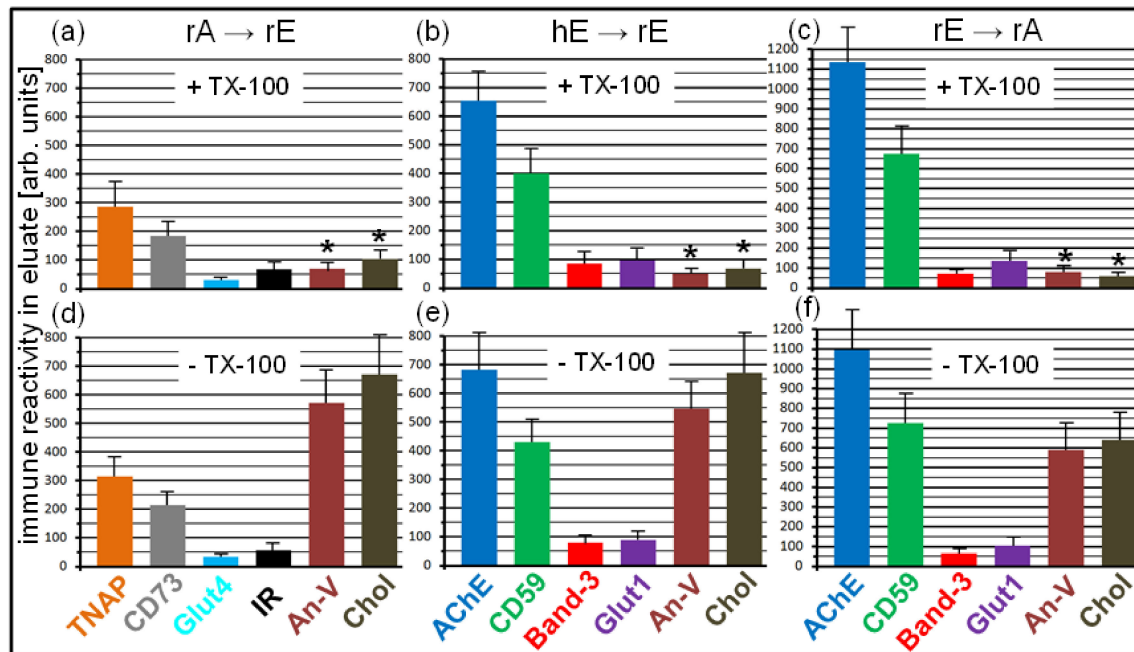 (a) rA → rE
(b) hE → rE
(c) rE → rA
immune reactivity in eluate [arb. units]
800
700
600
500
400
300
200
100
0
+ TX-100
* *
800
700
600
500
400
300
200
100
0
+ TX-100
* *
1200
1100
1000
900
800
700
600
500
400
300
200
100
0
+ TX-100
* *
(d)
800
700
600
500
400
300
200
100
0
- TX-100
(e)
800
700
600
500
400
300
200
100
0
- TX-100
(f)
1200
1100
1000
900
800
700
600
500
400
300
200
100
0
- TX-100
TNAP
CD73
Glut4
IR
An-V
Chol
AChE
CD59
Band-3
Glut1
An-V
Chol
AChE
CD59
Band-3
Glut1
An-V
Chol